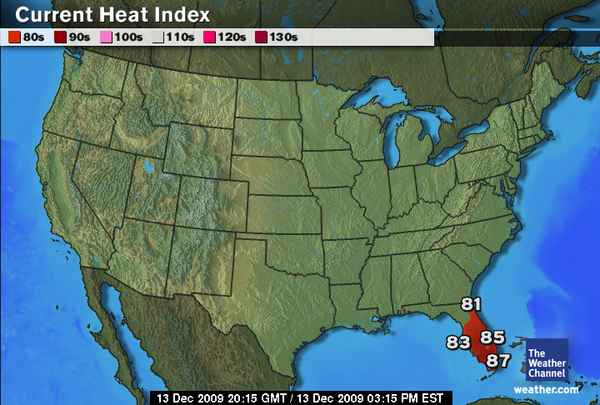 Current Heat Index
80s 90s 100s 110s 120s 130s
81
83 85
87
The
Weather
Channel
weather.com
13 Dec 2009 20:15 GMT / 13 Dec 2009 03:15 PM EST